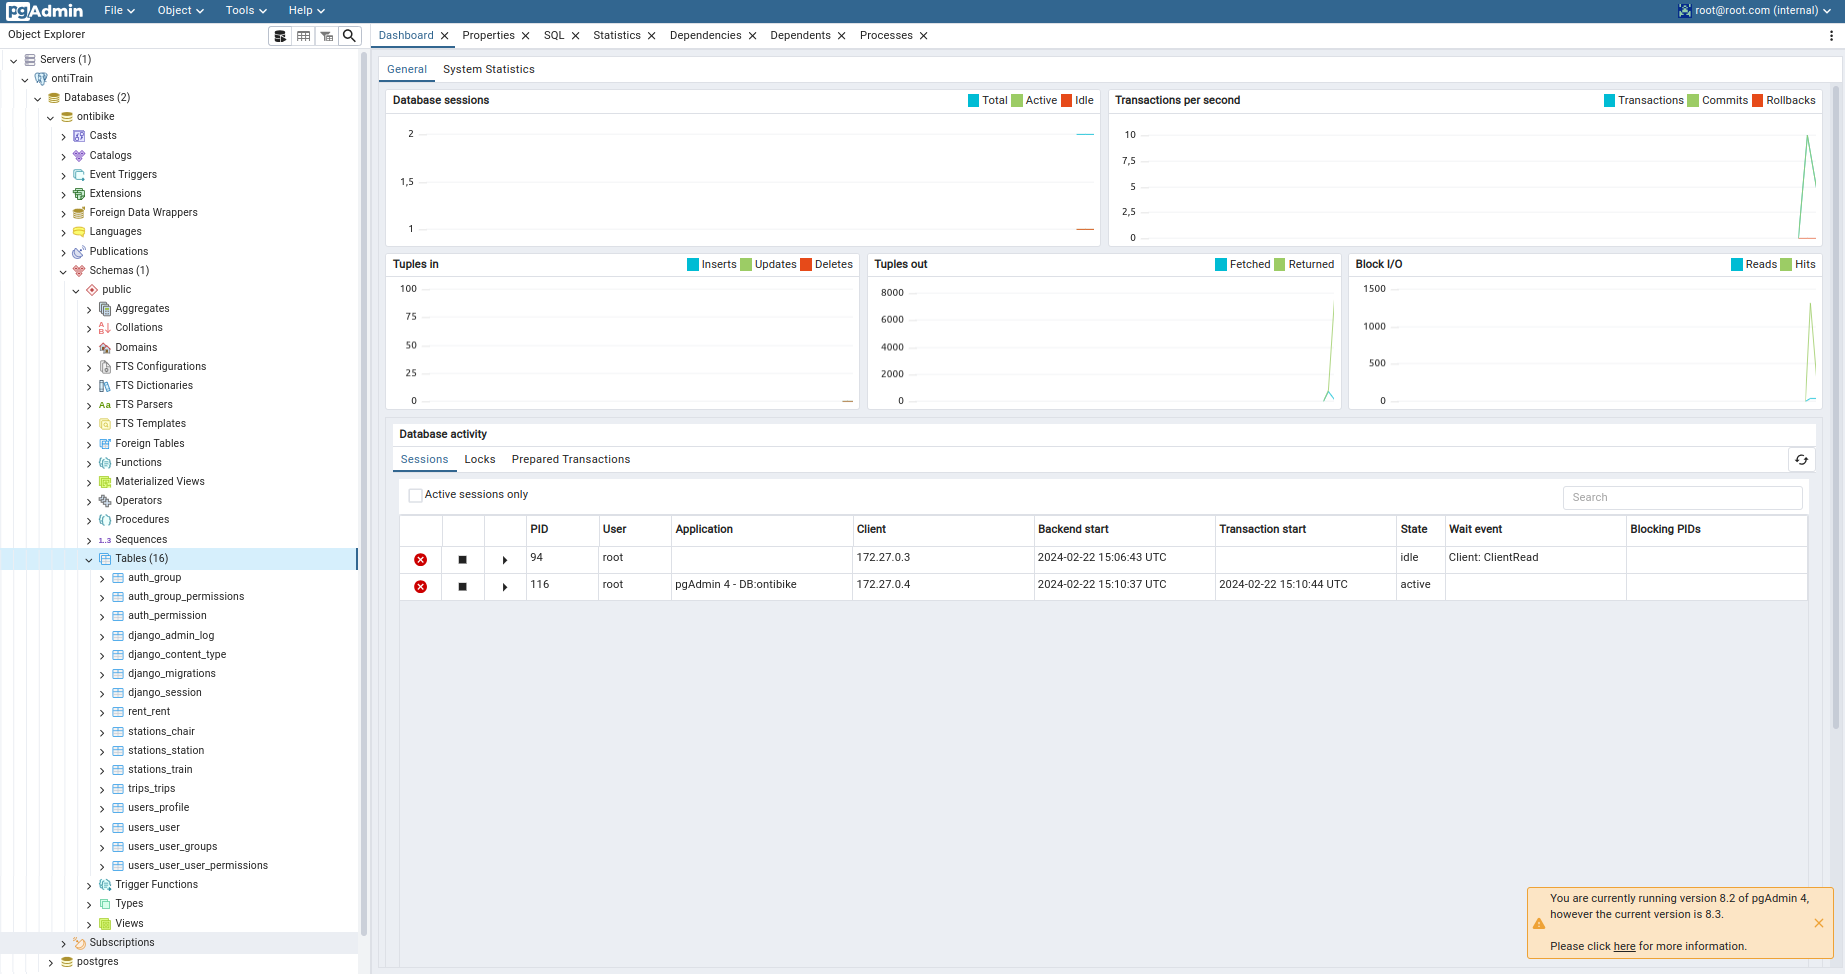 pgAdmin File Object Tools Help root@root.com (internal)
Object Explorer
Dashboard Properties SQL Statistics Dependencies Dependents Processes
Servers (1)
ontiTrain
Databases (2)
ontibike
Casts
Catalogs
Event Triggers
Extensions
Foreign Data Wrappers
Languages
Publications
Schemas (1)
public
Aggregates
Collations
Domains
FTS Configurations
FTS Dictionaries
Aa FTS Parsers
FTS Templates
Foreign Tables
Functions
Materialized Views
Operators
Procedures
1..3 Sequences
Tables (16)
auth_group
auth_group_permissions
auth_permission
django_admin_log
django_content_type
django_migrations
django_session
rent_rent
stations_chair
stations_station
stations_train
trips_trips
users_profile
users_user
users_user_groups
users_user_user_permissions
Trigger Functions
Types
Views
Subscriptions
postgres
General System Statistics
Database sessions Total Active Idle
2
1,5
1
Transactions per second Transactions Commits Rollbacks
10
7,5
5
2,5
0
Tuples in Inserts Updates Deletes
100
75
50
25
0
Tuples out Fetched Returned
8000
6000
4000
2000
0
Block I/O Reads Hits
1500
1000
500
0
Database activity
Sessions Locks Prepared Transactions
Active sessions only Search
PID User Application Client Backend start Transaction start State Wait event Blocking PIDs
94 root 172.27.0.3 2024-02-22 15:06:43 UTC idle Client: ClientRead
116 root pgAdmin 4 - DB:ontibike 172.27.0.4 2024-02-22 15:10:37 UTC 2024-02-22 15:10:44 UTC active
You are currently running version 8.2 of pgAdmin 4,
however the current version is 8.3.
Please click here for more information.